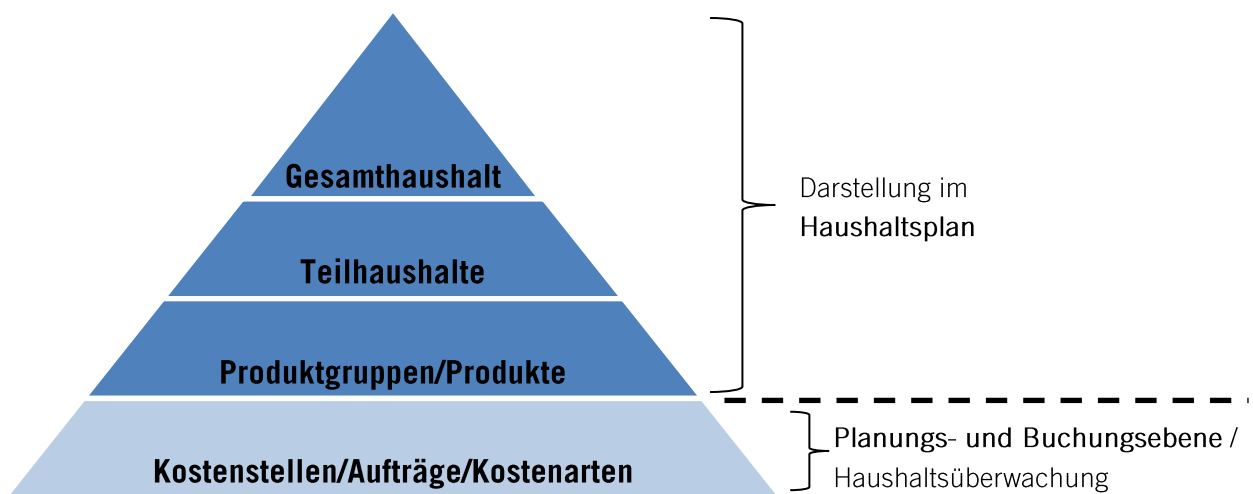 Gesamthaushalt
Teilhaushalte
Produktgruppen/Produkte
Kostenstellen/Aufträge/Kostenarten
Darstellung im
Haushaltsplan
Planungs- und Buchungsebene /
Haushaltsüberwachung